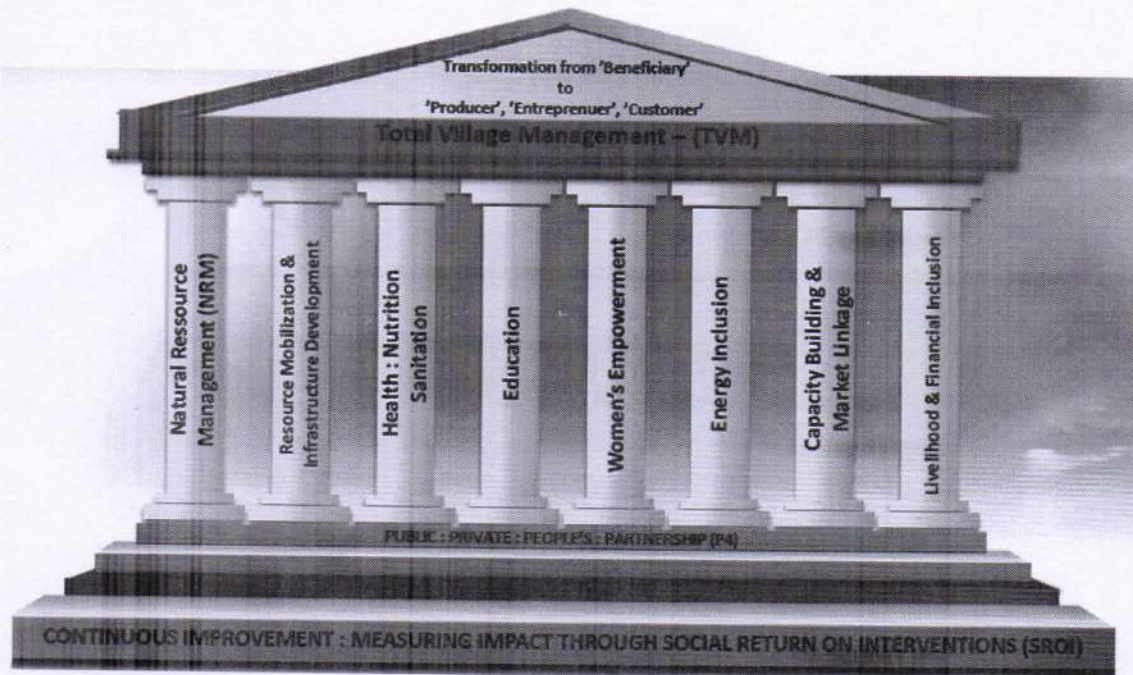 Transformation from 'Beneficiary'
to
'Producer', 'Entreprenuer', 'Customer'
Total Village Management – (TVM)
Natural Ressource
Management (NRM)
Resource Mobilization &
Infrastructure Development
Health : Nutrition
Sanitation
Education
Women's Empowerment
Energy Inclusion
Capacity Building &
Market Linkage
Livelihood & Financial Inclusion
PUBLIC : PRIVATE : PEOPLE'S : PARTNERSHIP (P4)
CONTINUOUS IMPROVEMENT : MEASURING IMPACT THROUGH SOCIAL RETURN ON INTERVENTIONS (SROI)